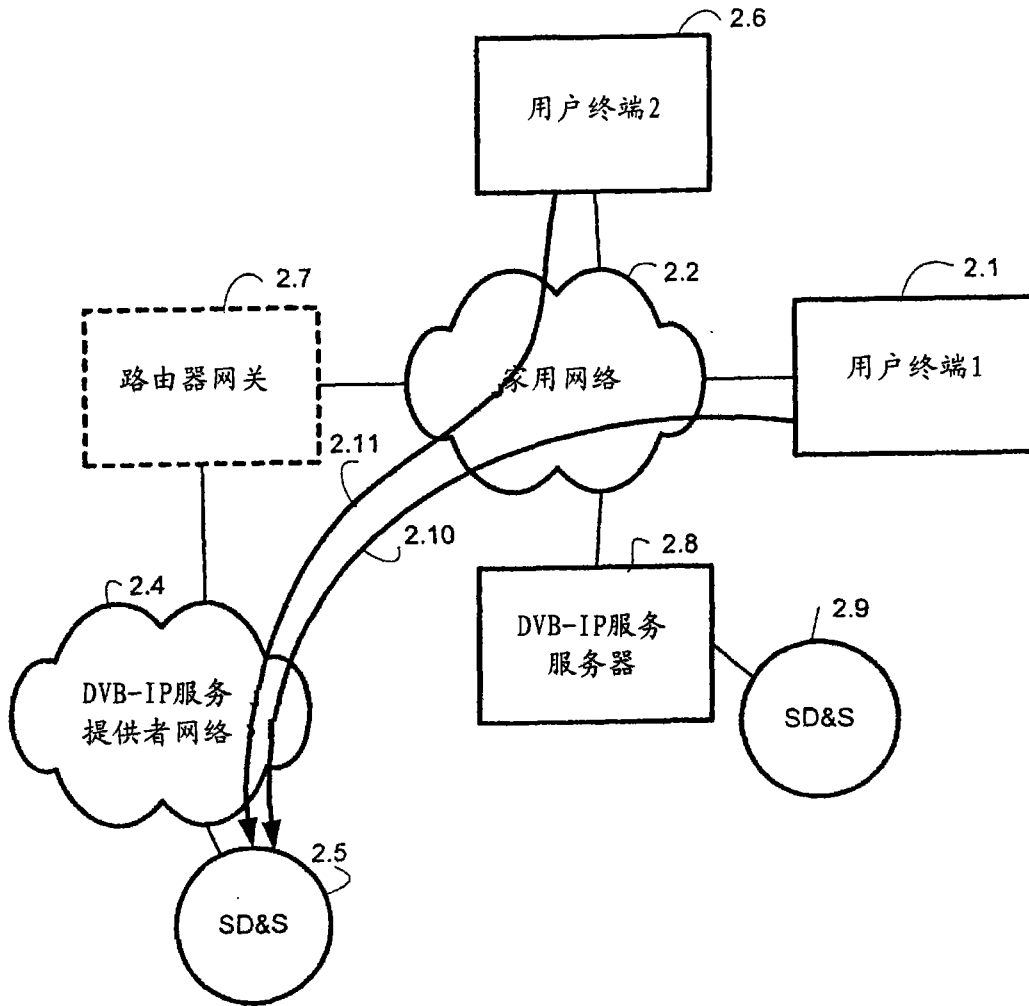 2.6
用户终端2
2.2
2.7
2.1
路由器网关
家用网络
用户终端1
2.11
2.10
2.8
2.4
2.9
DVB-IP服务
服务器
DVB-IP服务
提供者网络
SD&S
2.5
SD&S